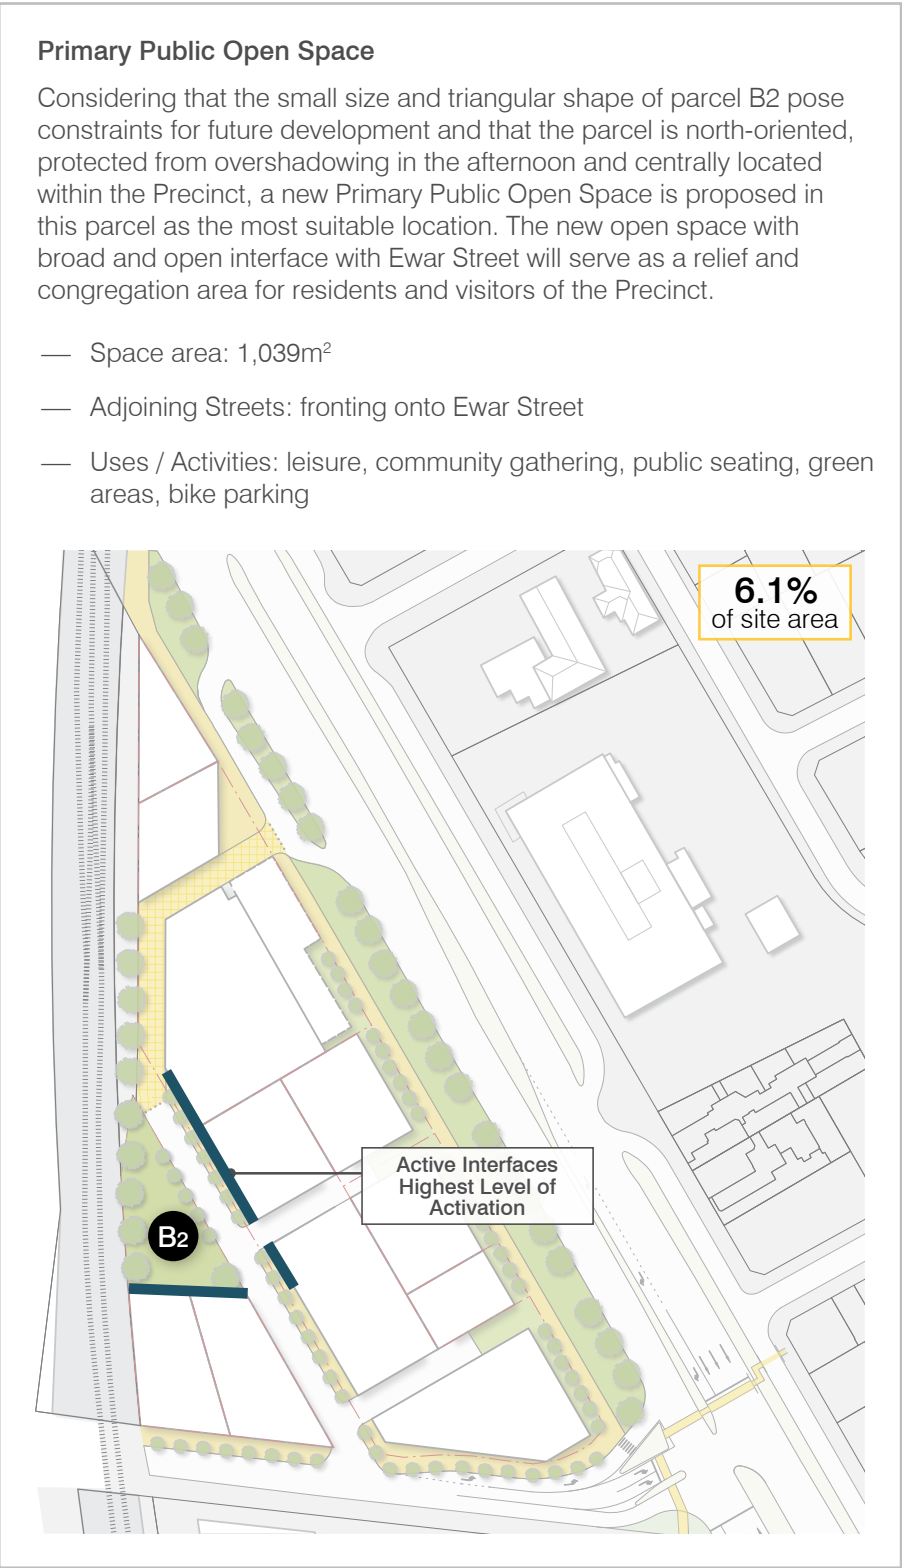 Primary Public Open Space
Considering that the small size and triangular shape of parcel B2 pose
constraints for future development and that the parcel is north-oriented,
protected from overshadowing in the afternoon and centrally located
within the Precinct, a new Primary Public Open Space is proposed in
this parcel as the most suitable location. The new open space with
broad and open interface with Ewar Street will serve as a relief and
congregation area for residents and visitors of the Precinct.
— Space area: 1,039m²
— Adjoining Streets: fronting onto Ewar Street
— Uses / Activities: leisure, community gathering, public seating, green
areas, bike parking
6.1%
of site area
Active Interfaces
Highest Level of
Activation
B2